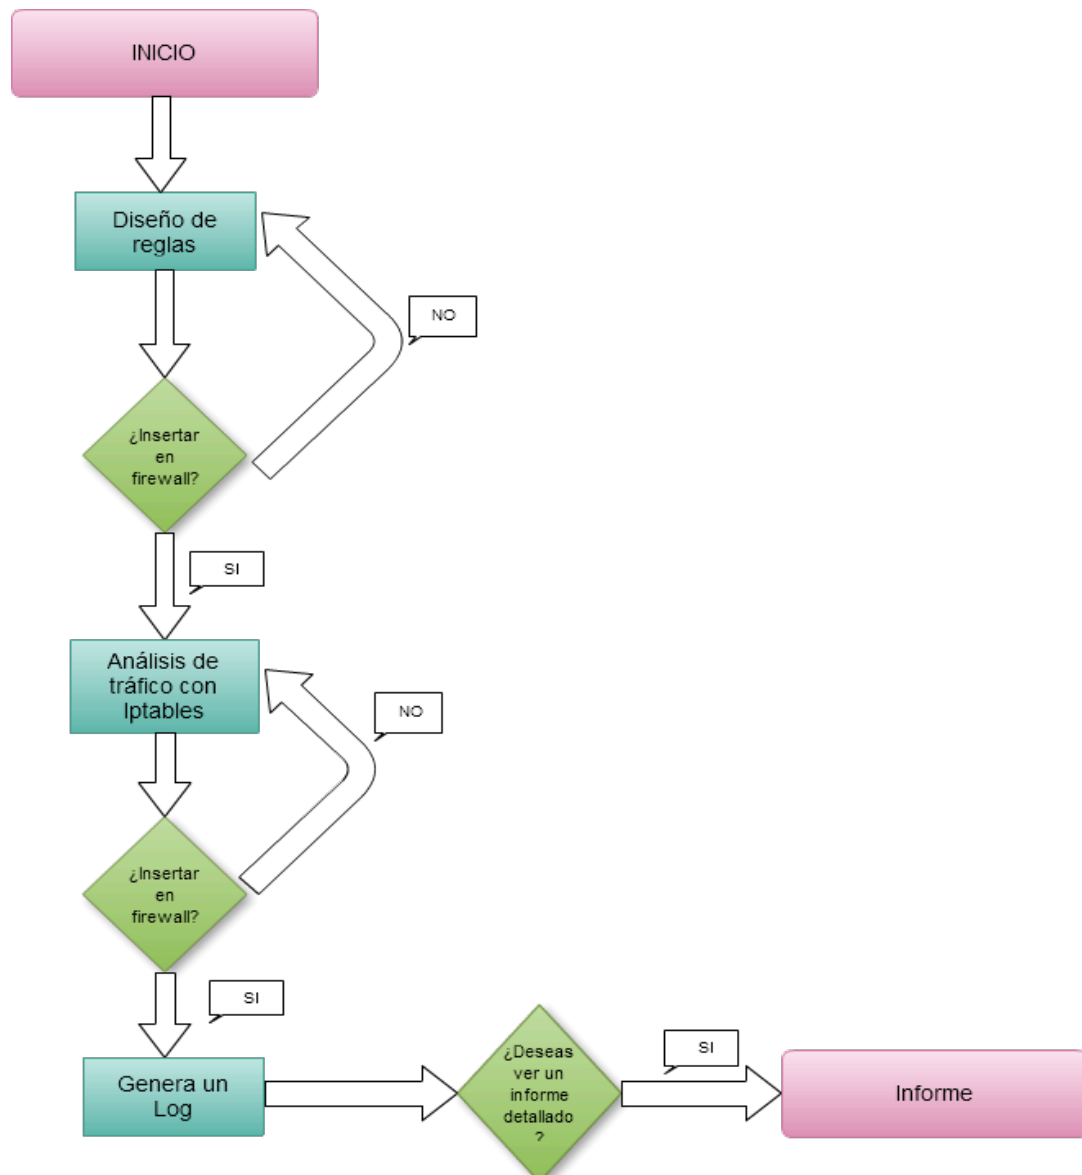 INICIO
Diseño de
reglas
NO
¿Insertar
en
firewall?
SI
Análisis de
tráfico con
Iptables
NO
¿Insertar
en
firewall?
SI
Genera un
Log
¿Deseas
ver un
informe
detallado
?
SI
Informe